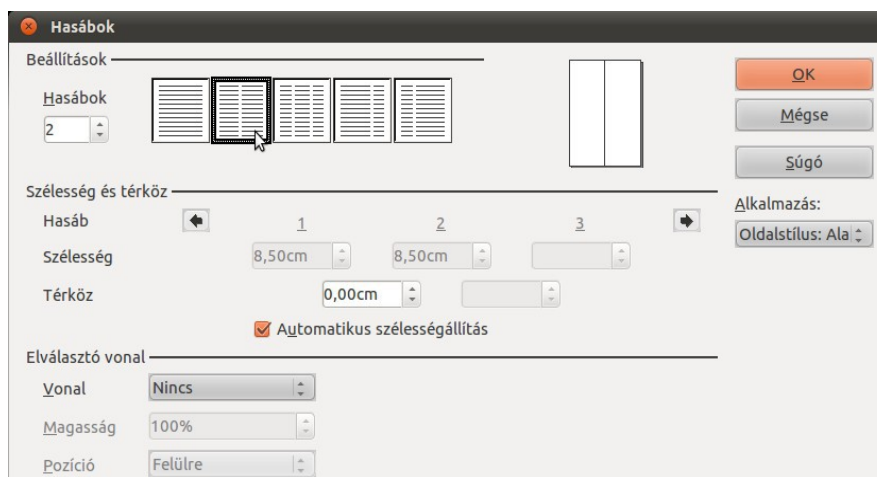 Hasábok
Beállítások
OK
Hasábok
2
Mégse
Súgó
Szélesség és térköz
Alkalmazás:
Hasáb 1 2 3
Oldalstílus: Ala
Szélesség 8,50cm 8,50cm
Térköz 0,00cm
Automatikus szélességállítás
Elválasztó vonal
Vonal Nincs
Magasság 100%
Pozíció Felülre